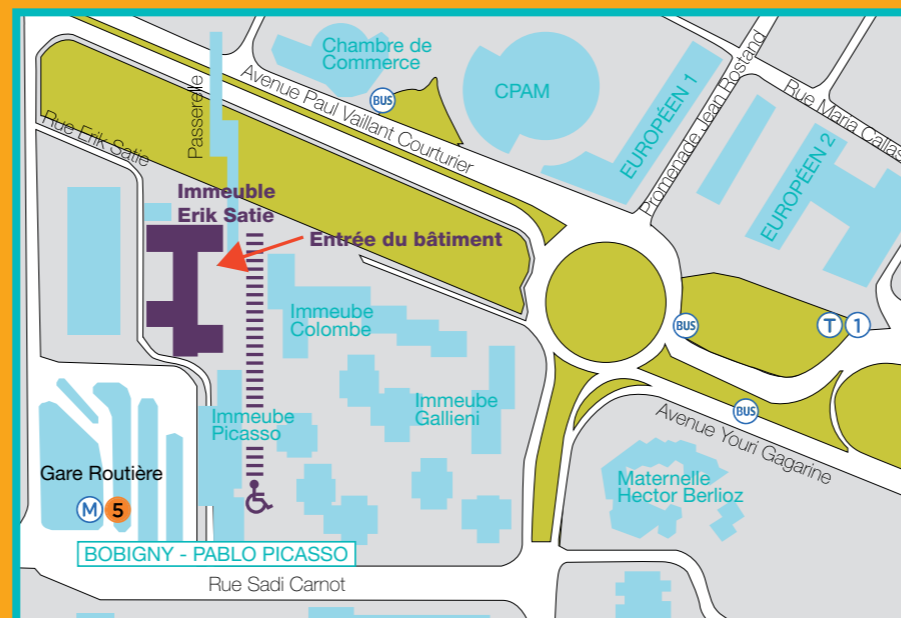 Chambre de
Commerce
Avenue Paul Vaillant Courturier
BUS
CPAM
EUROPÉEN 1
Promenade Jean Rostand
Rue Maria Callas
EUROPÉEN 2
Passerelle
Rue Erik Satie
Immeuble
Erik Satie
Entrée du bâtiment
Immeube
Colombe
BUS
T 1
Immeube
Picasso
Immeube
Gallieni
BUS
Avenue Youri Gagarine
Gare Routière
M 5
Maternelle
Hector Berlioz
BOBIGNY - PABLO PICASSO
Rue Sadi Carnot